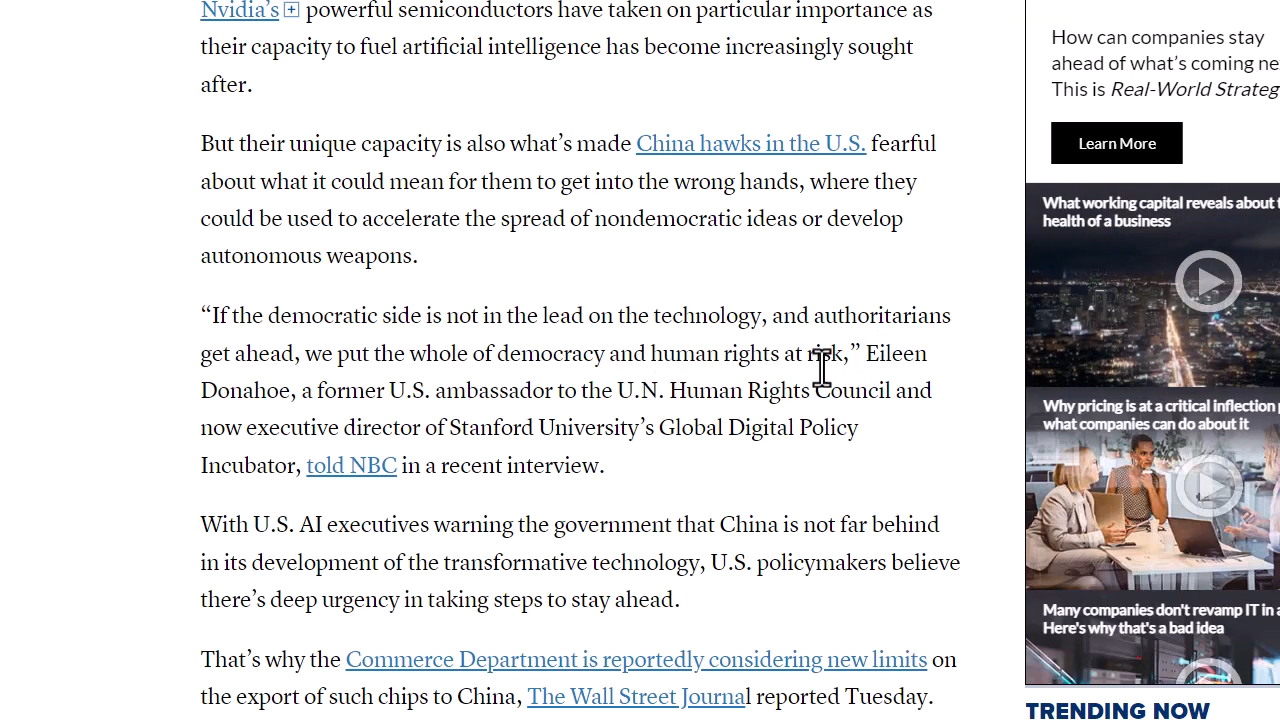 Nvidia’s powerful semiconductors have taken on particular importance as
their capacity to fuel artificial intelligence has become increasingly sought
after.
But their unique capacity is also what’s made China hawks in the U.S. fearful
about what it could mean for them to get into the wrong hands, where they
could be used to accelerate the spread of nondemocratic ideas or develop
autonomous weapons.
“If the democratic side is not in the lead on the technology, and authoritarians
get ahead, we put the whole of democracy and human rights at risk,” Eileen
Donahoe, a former U.S. ambassador to the U.N. Human Rights Council and
now executive director of Stanford University’s Global Digital Policy
Incubator, told NBC in a recent interview.
With U.S. AI executives warning the government that China is not far behind
in its development of the transformative technology, U.S. policymakers believe
there’s deep urgency in taking steps to stay ahead.
That’s why the Commerce Department is reportedly considering new limits on
the export of such chips to China, The Wall Street Journal reported Tuesday.
How can companies stay
ahead of what’s coming
This is Real-World
Learn More
What working capital reveals about
health of a business
Why pricing is at a critical inflection
what companies can do about it
Many companies don't revamp IT in
Here's why that's a bad idea
TRENDING NOW